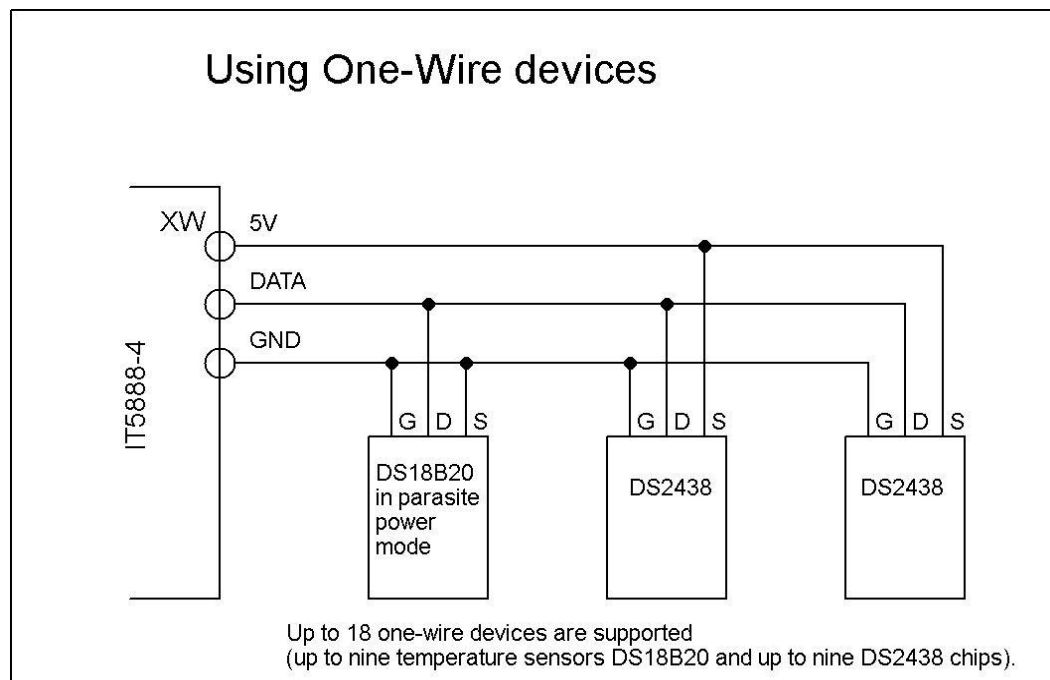 Using One-Wire devices
XW
5V
DATA
GND
IT5888-4
G D S
G D S
G D S
DS18B20
in parasite
power
mode
DS2438
DS2438
Up to 18 one-wire devices are supported
(up to nine temperature sensors DS18B20 and up to nine DS2438 chips).